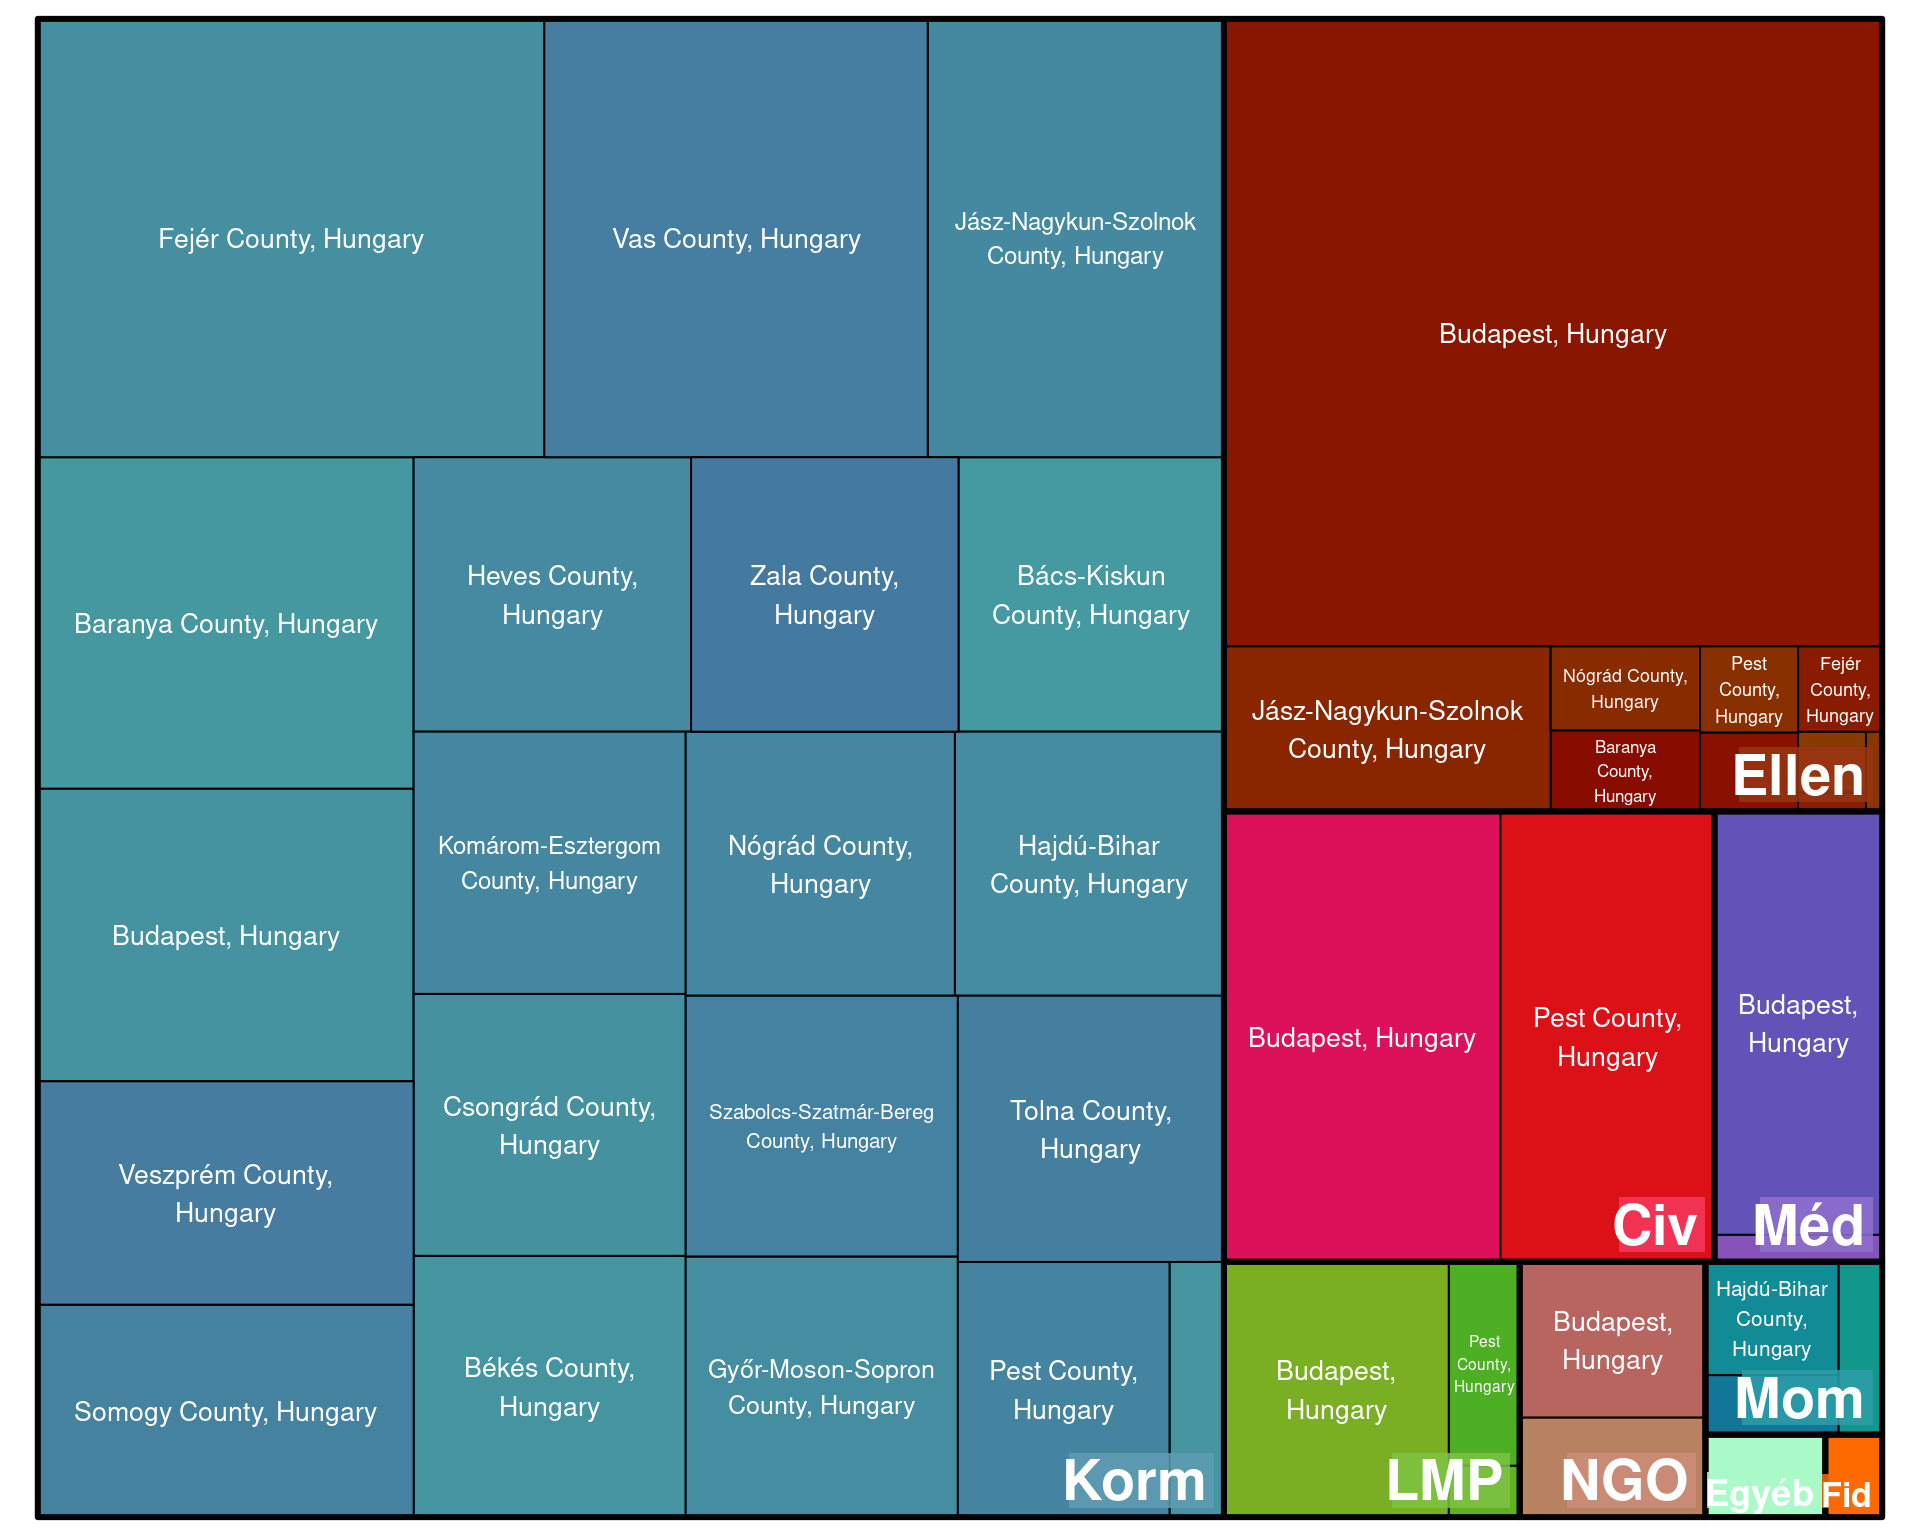 Fejér County, Hungary
Vas County, Hungary
Jász-Nagykun-Szolnok
County, Hungary
Baranya County, Hungary
Heves County,
Hungary
Zala County,
Hungary
Bács-Kiskun
County, Hungary
Budapest, Hungary
Komárom-Esztergom
County, Hungary
Nógrád County,
Hungary
Hajdú-Bihar
County, Hungary
Veszprém County,
Hungary
Csongrád County,
Hungary
Szabolcs-Szatmár-Bereg
County, Hungary
Tolna County,
Hungary
Somogy County, Hungary
Békés County,
Hungary
Győr-Moson-Sopron
County, Hungary
Pest County,
Hungary
Korm
Budapest, Hungary
Jász-Nagykun-Szolnok
County, Hungary
Nógrád County,
Hungary
Baranya
County,
Hungary
Pest
County,
Hungary
Fejér
County,
Hungary
Ellen
Budapest, Hungary
Pest County,
Hungary
Civ
Budapest,
Hungary
Méd
Budapest,
Hungary
Pest
County,
Hungary
LMP
Budapest,
Hungary
NGO
Hajdú-Bihar
County,
Hungary
Mom
Egyéb
Fid